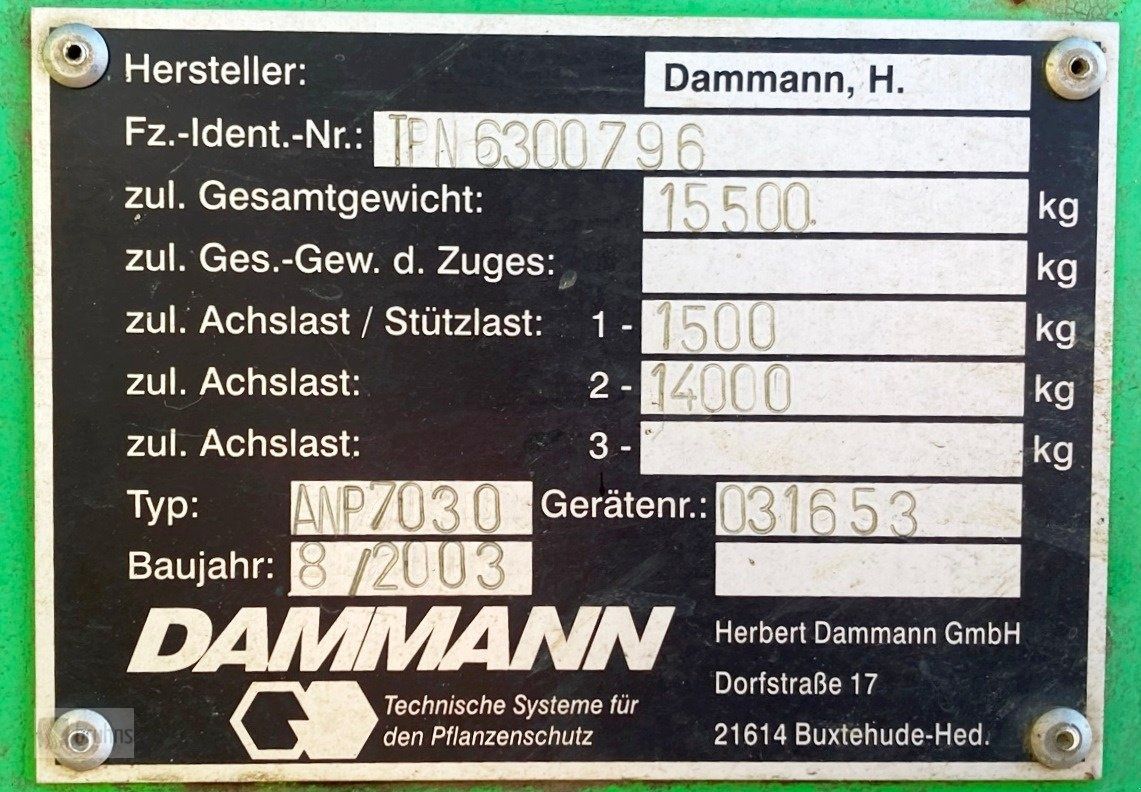 Hersteller: Dammann, H.
Fz.-Ident.-Nr.: TPN6300796
zul. Gesamtgewicht: 15500 kg
zul. Ges.-Gew. d. Zuges: kg
zul. Achslast / Stützlast: 1 - 1500 kg
zul. Achslast: 2 - 14000 kg
zul. Achslast: 3 - kg
Typ: ANP7030 Gerätenr.: 031653
Baujahr: 8/2003
DAMMANN
Technische Systeme für
den Pflanzenschutz
Herbert Dammann GmbH
Dorfstraße 17
21614 Buxtehude-Hed.
Bruhns